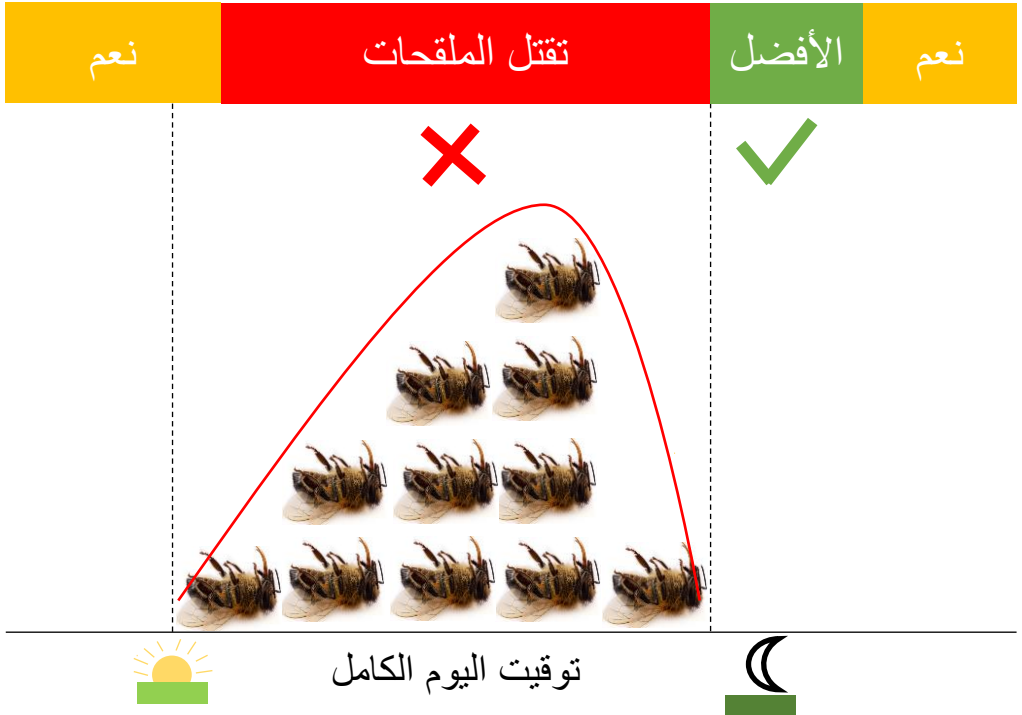 نعم
الأفضل
تقتل الملقحات
نعم
توقيت اليوم الكامل